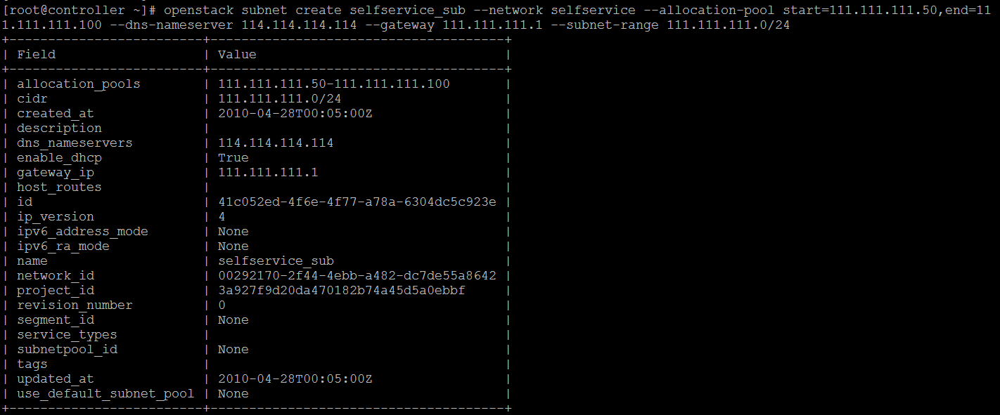 [root@controller ~]# openstack subnet create selfservice_sub --network selfservice --allocation-pool start=111.111.111.50,end=11
1.111.111.100 --dns-nameserver 114.114.114.114 --gateway 111.111.111.1 --subnet-range 111.111.111.0/24
+-------------------------+--------------------------------------+
| Field                   | Value                                |
+-------------------------+--------------------------------------+
| allocation_pools        | 111.111.111.50-111.111.111.100       |
| cidr                    | 111.111.111.0/24                     |
| created_at              | 2010-04-28T00:05:00Z                 |
| description             |                                      |
| dns_nameservers         | 114.114.114.114                      |
| enable_dhcp             | True                                 |
| gateway_ip              | 111.111.111.1                        |
| host_routes             |                                      |
| id                      | 41c052ed-4f6e-4f77-a78a-6304dc5c923e |
| ip_version              | 4                                    |
| ipv6_address_mode       | None                                 |
| ipv6_ra_mode            | None                                 |
| name                    | selfservice_sub                      |
| network_id              | 00292170-2f44-4ebb-a482-dc7de55a8642 |
| project_id              | 3a927f9d20da470182b74a45d5a0ebbf     |
| revision_number         | 0                                    |
| segment_id              | None                                 |
| service_types           |                                      |
| subnetpool_id           | None                                 |
| tags                    |                                      |
| updated_at              | 2010-04-28T00:05:00Z                 |
| use_default_subnet_pool | None                                 |
+-------------------------+--------------------------------------+